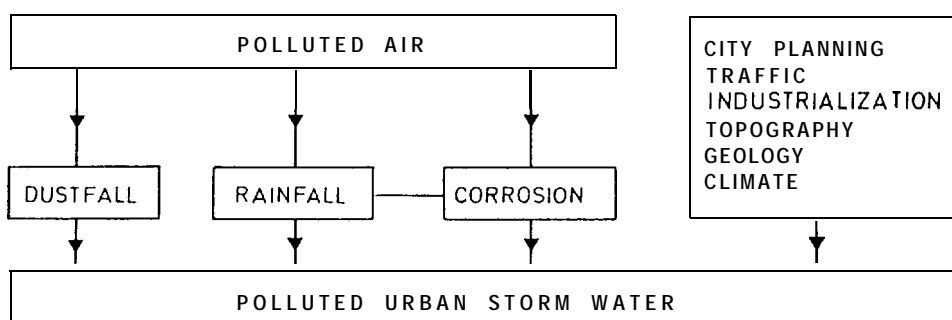 POLLUTED AIR
CITY PLANNING
TRAFFIC
INDUSTRIALIZATION
TOPOGRAPHY
GEOLOGY
CLIMATE
DUSTFALL
RAINFALL
CORROSION
POLLUTED URBAN STORM WATER